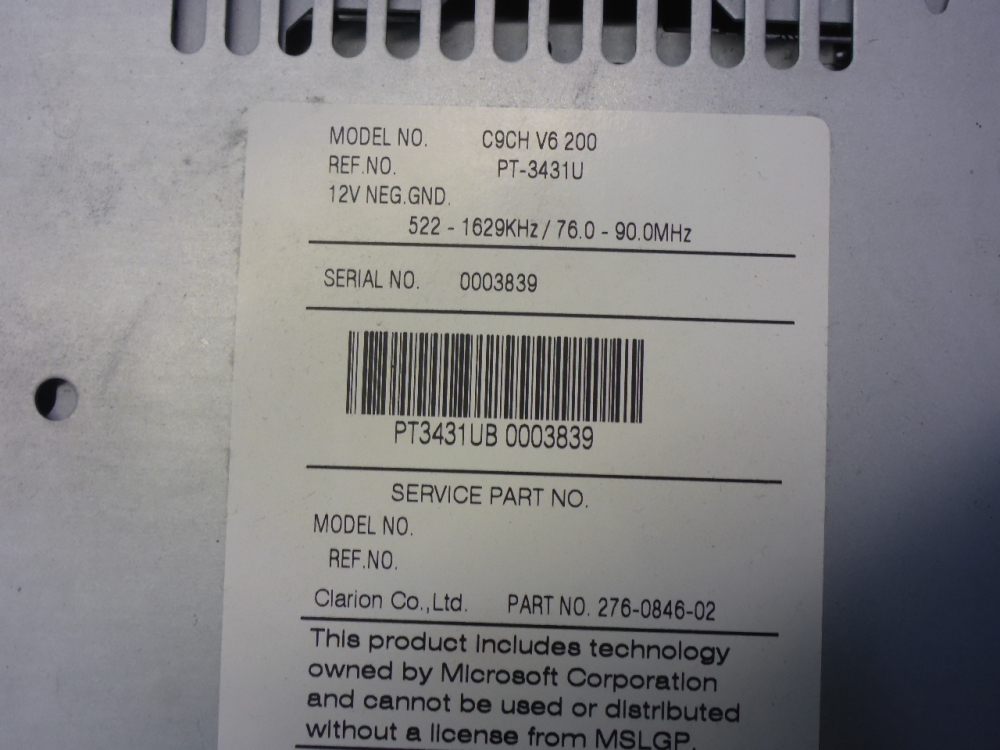 MODEL NO. C9CH V6 200
REF.NO. PT-3431U
12V NEG.GND.
522 - 1629KHz / 76.0 - 90.0MHz
SERIAL NO. 0003839
PT3431UB 0003839
SERVICE PART NO.
MODEL NO.
REF.NO.
Clarion Co.,Ltd. PART NO. 276-0846-02
This product includes technology
owned by Microsoft Corporation
and cannot be used or distributed
without a license from MSLGP.